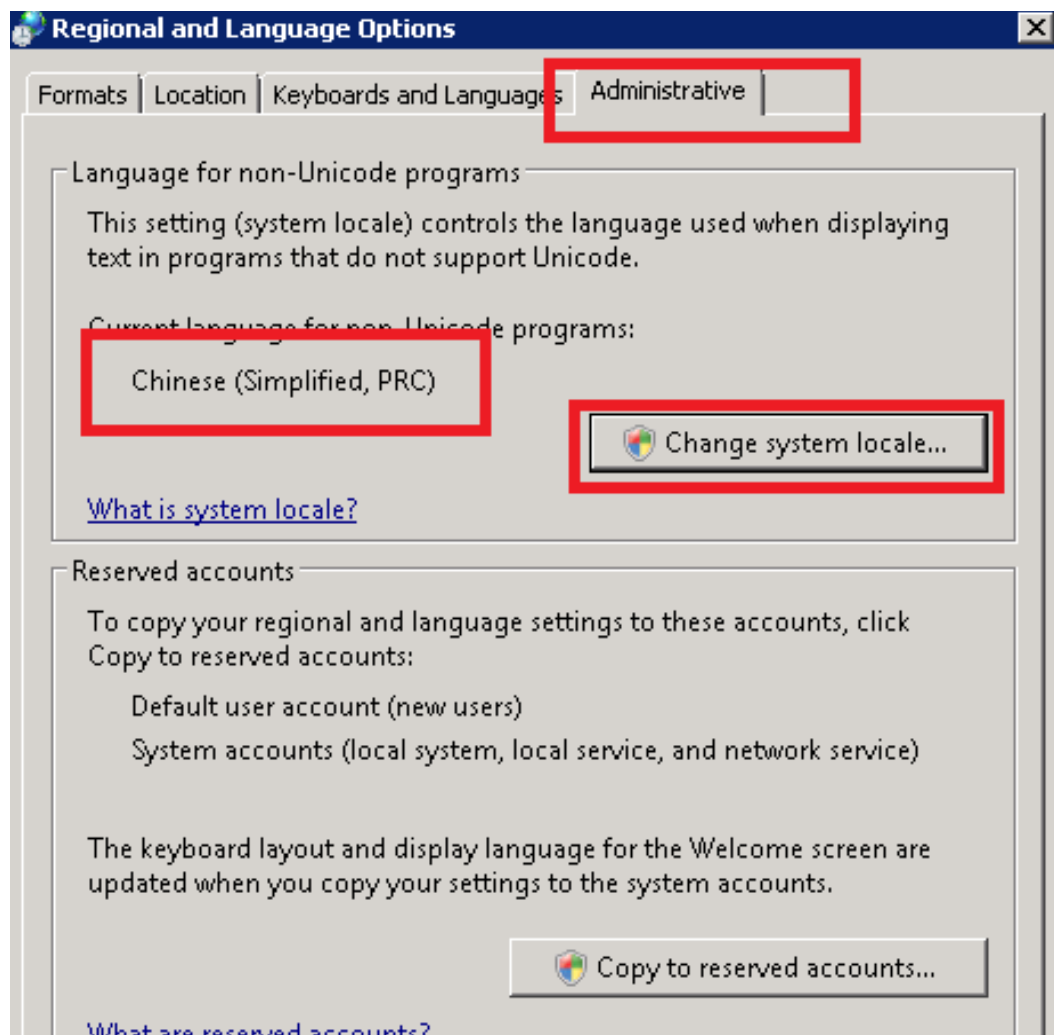 Regional and Language Options
Formats Location Keyboards and Languages Administrative
Language for non-Unicode programs
This setting (system locale) controls the language used when displaying
text in programs that do not support Unicode.
Current language for non-Unicode programs:
Chinese (Simplified, PRC)
Change system locale...
What is system locale?
Reserved accounts
To copy your regional and language settings to these accounts, click
Copy to reserved accounts:
Default user account (new users)
System accounts (local system, local service, and network service)
The keyboard layout and display language for the Welcome screen are
updated when you copy your settings to the system accounts.
Copy to reserved accounts...
What are reserved accounts?